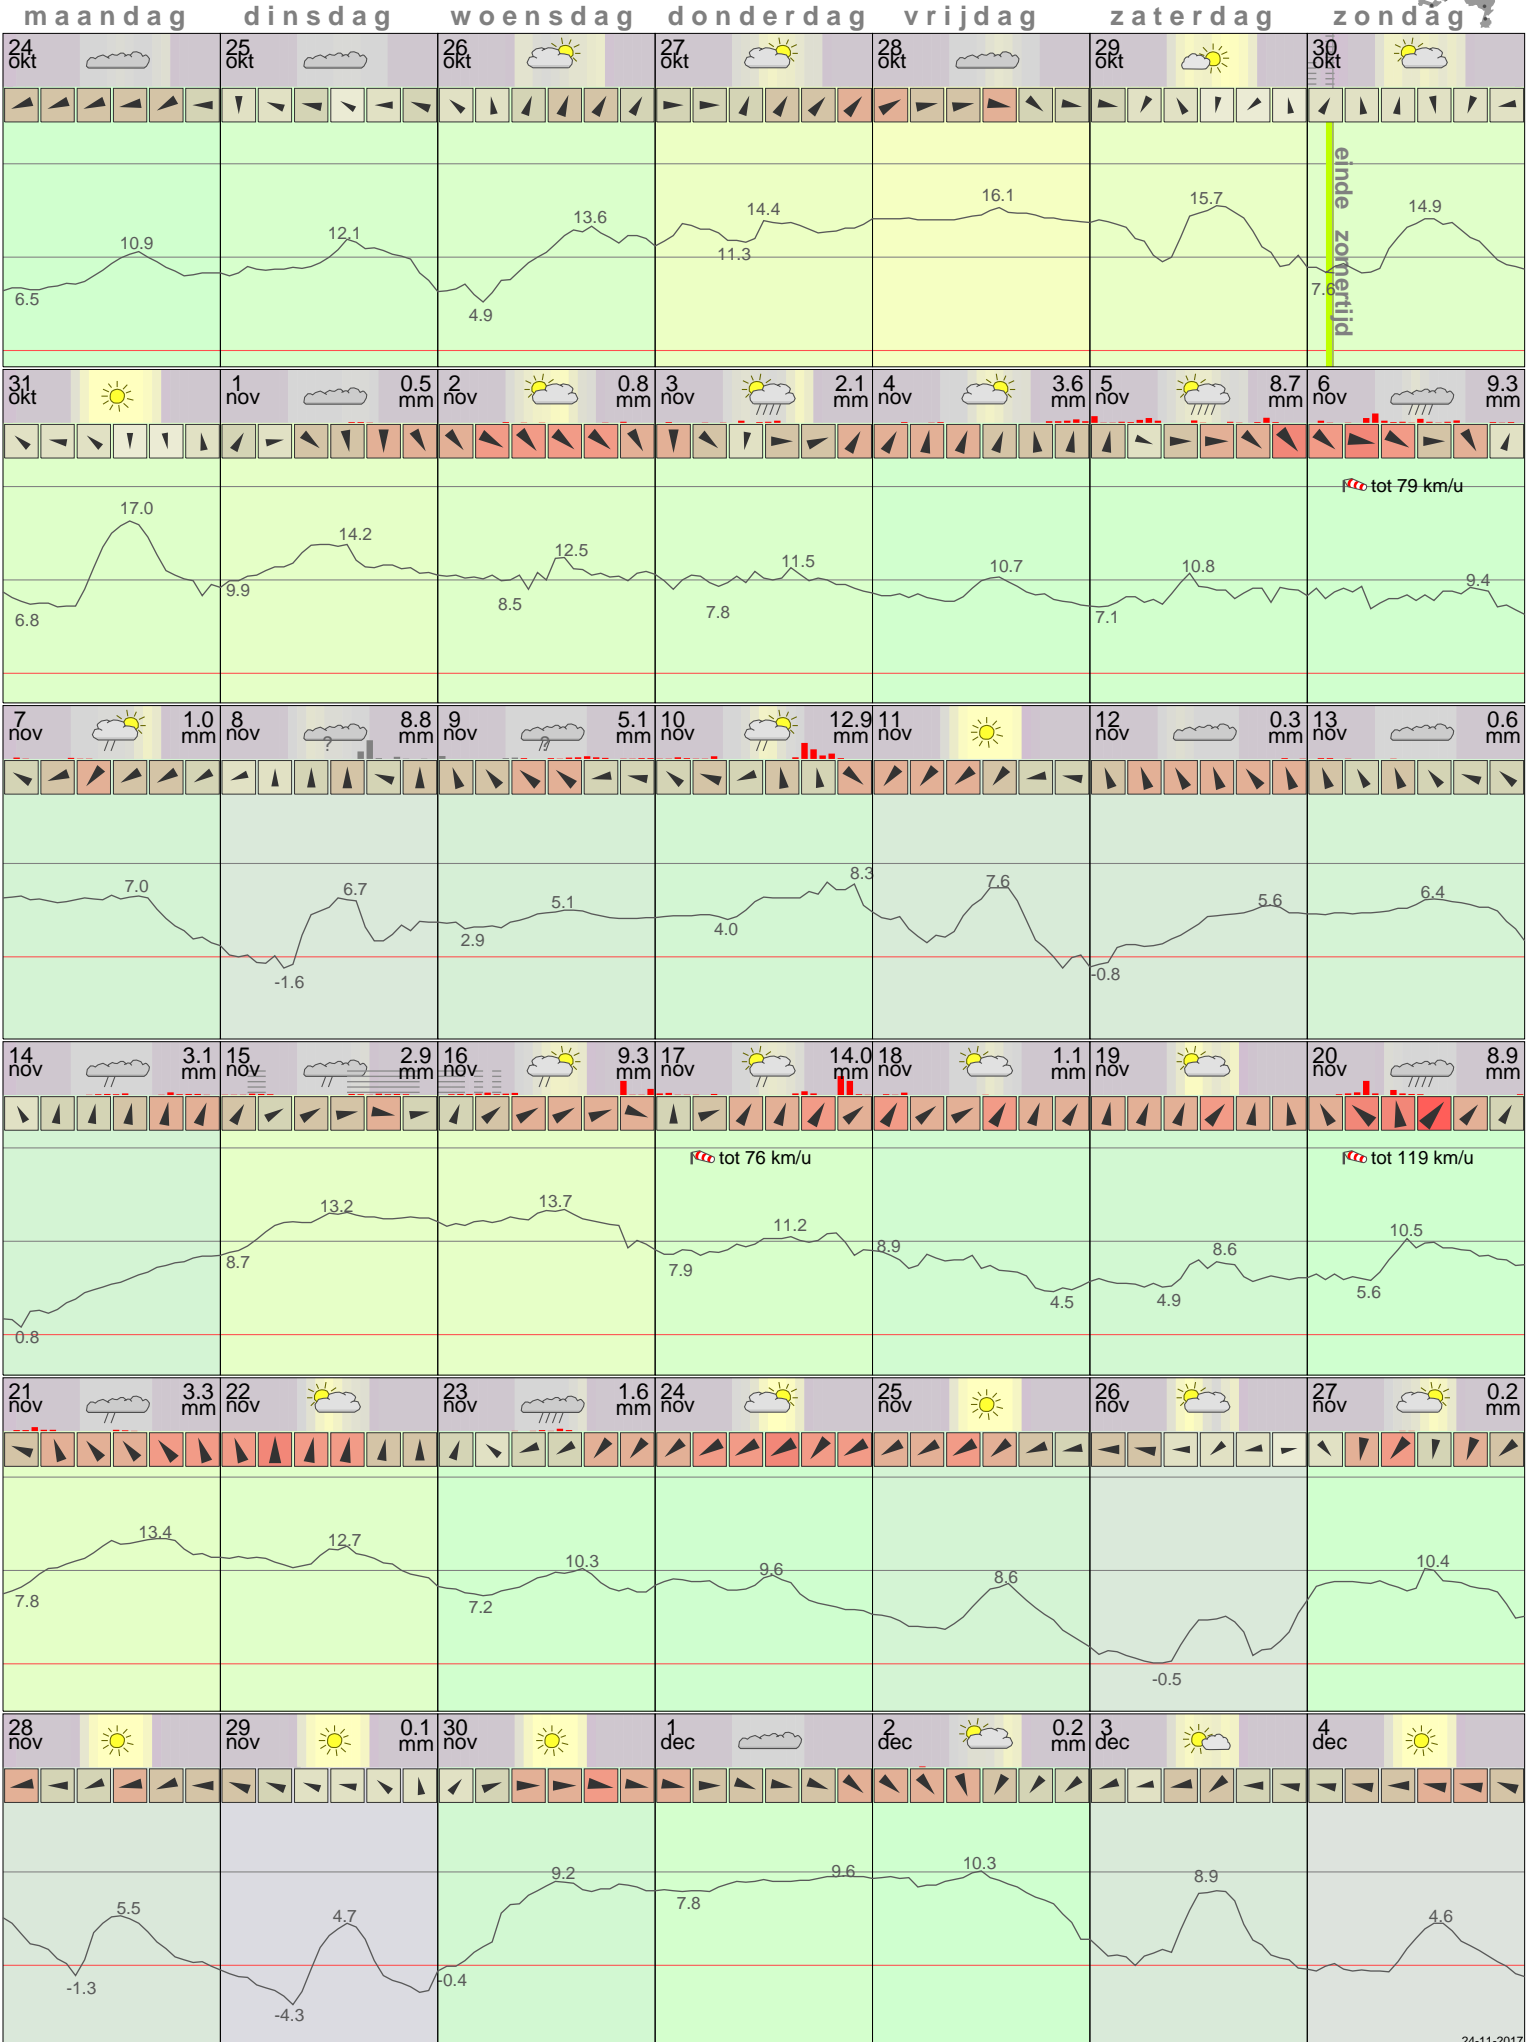 maandag dinsdag woensdag donderdag vrijdag zaterdag zondag
24 okt 25 okt 26 okt 27 okt 28 okt 29 okt 30 okt
einde zomertijd
16.1
15.7
14.4 14.9
13.6
12.1
10.9 11.3
7.6
6.5
4.9
31 okt 1 nov 0.5 mm 2 nov 0.8 mm 3 nov 2.1 mm 4 nov 3.6 mm 5 nov 8.7 mm 6 nov 9.3 mm
tot 79 km/u
17.0
14.2
12.5
11.5
10.7 10.8
9.4
9.9
8.5
7.8
6.8 7.1
7 nov 1.0 mm 8 nov 8.8 mm 9 nov 5.1 mm 10 nov 12.9 mm 11 nov 12 nov 0.3 mm 13 nov 0.6 mm
? ?
8.3
7.0 6.7 7.6
5.1 5.6 6.4
4.0
2.9
-0.8
-1.6
14 nov 3.1 mm 15 nov 2.9 mm 16 nov 9.3 mm 17 nov 14.0 mm 18 nov 1.1 mm 19 nov 20 nov 8.9 mm
tot 76 km/u tot 119 km/u
13.2 13.7
11.2
10.5
8.9 8.6
8.7
7.9
5.6
4.5 4.9
0.8
21 nov 3.3 mm 22 nov 23 nov 1.6 mm 24 nov 25 nov 26 nov 27 nov 0.2 mm
13.4
12.7
10.3 9.6 8.6 10.4
7.8 7.2
-0.5
28 nov 29 nov 0.1 mm 30 nov 1 dec 2 dec 0.2 mm 3 dec 4 dec
9.2 9.6 10.3
8.9
7.8
5.5 4.7 4.6
-0.4
-1.3
-4.3
24-11-2017